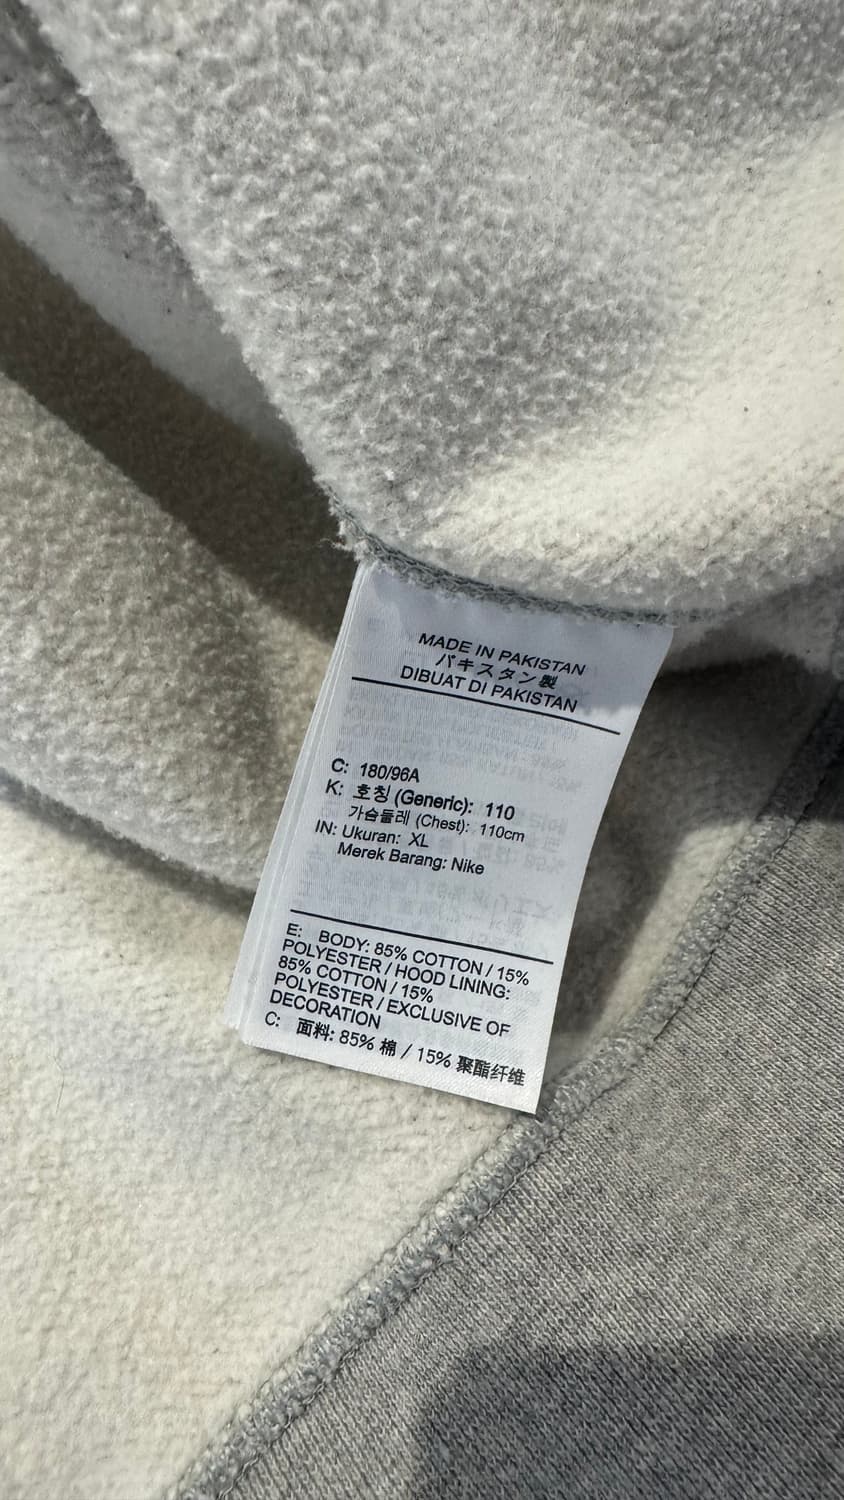 MADE IN PAKISTAN
パキスタン製
DIBUAT DI PAKISTAN
C: 180/96A
K: 호칭 (Generic): 110
가슴둘레 (Chest): 110cm
IN: Ukuran: XL
Merek Barang: Nike
E: BODY: 85% COTTON / 15%
POLYESTER / HOOD LINING:
85% COTTON / 15%
POLYESTER / EXCLUSIVE OF
DECORATION
C: 面料: 85% 棉 / 15% 聚酯纤维